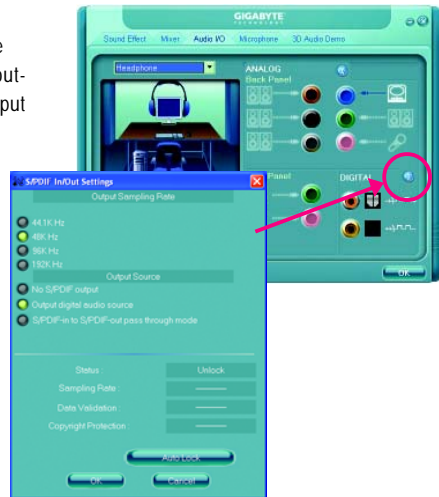 GIGABYTE
TECHNOLOGY
Sound Effect Mixer Audio I/O Microphone 3D Audio Demo
e
out-
put
Headphone
ANALOG
Back Panel
Panel
DIGITAL
OK
S/PDIF In/Out Settings
Output Sampling Rate
44.1K Hz
48K Hz
96K Hz
192K Hz
Output Source
No S/PDIF output
Output digital audio source
S/PDIF-in to S/PDIF-out pass through mode
Status : Unlock
Sampling Rate :
Data Validation :
Copyright Protection :
Auto Lock
OK Cancel